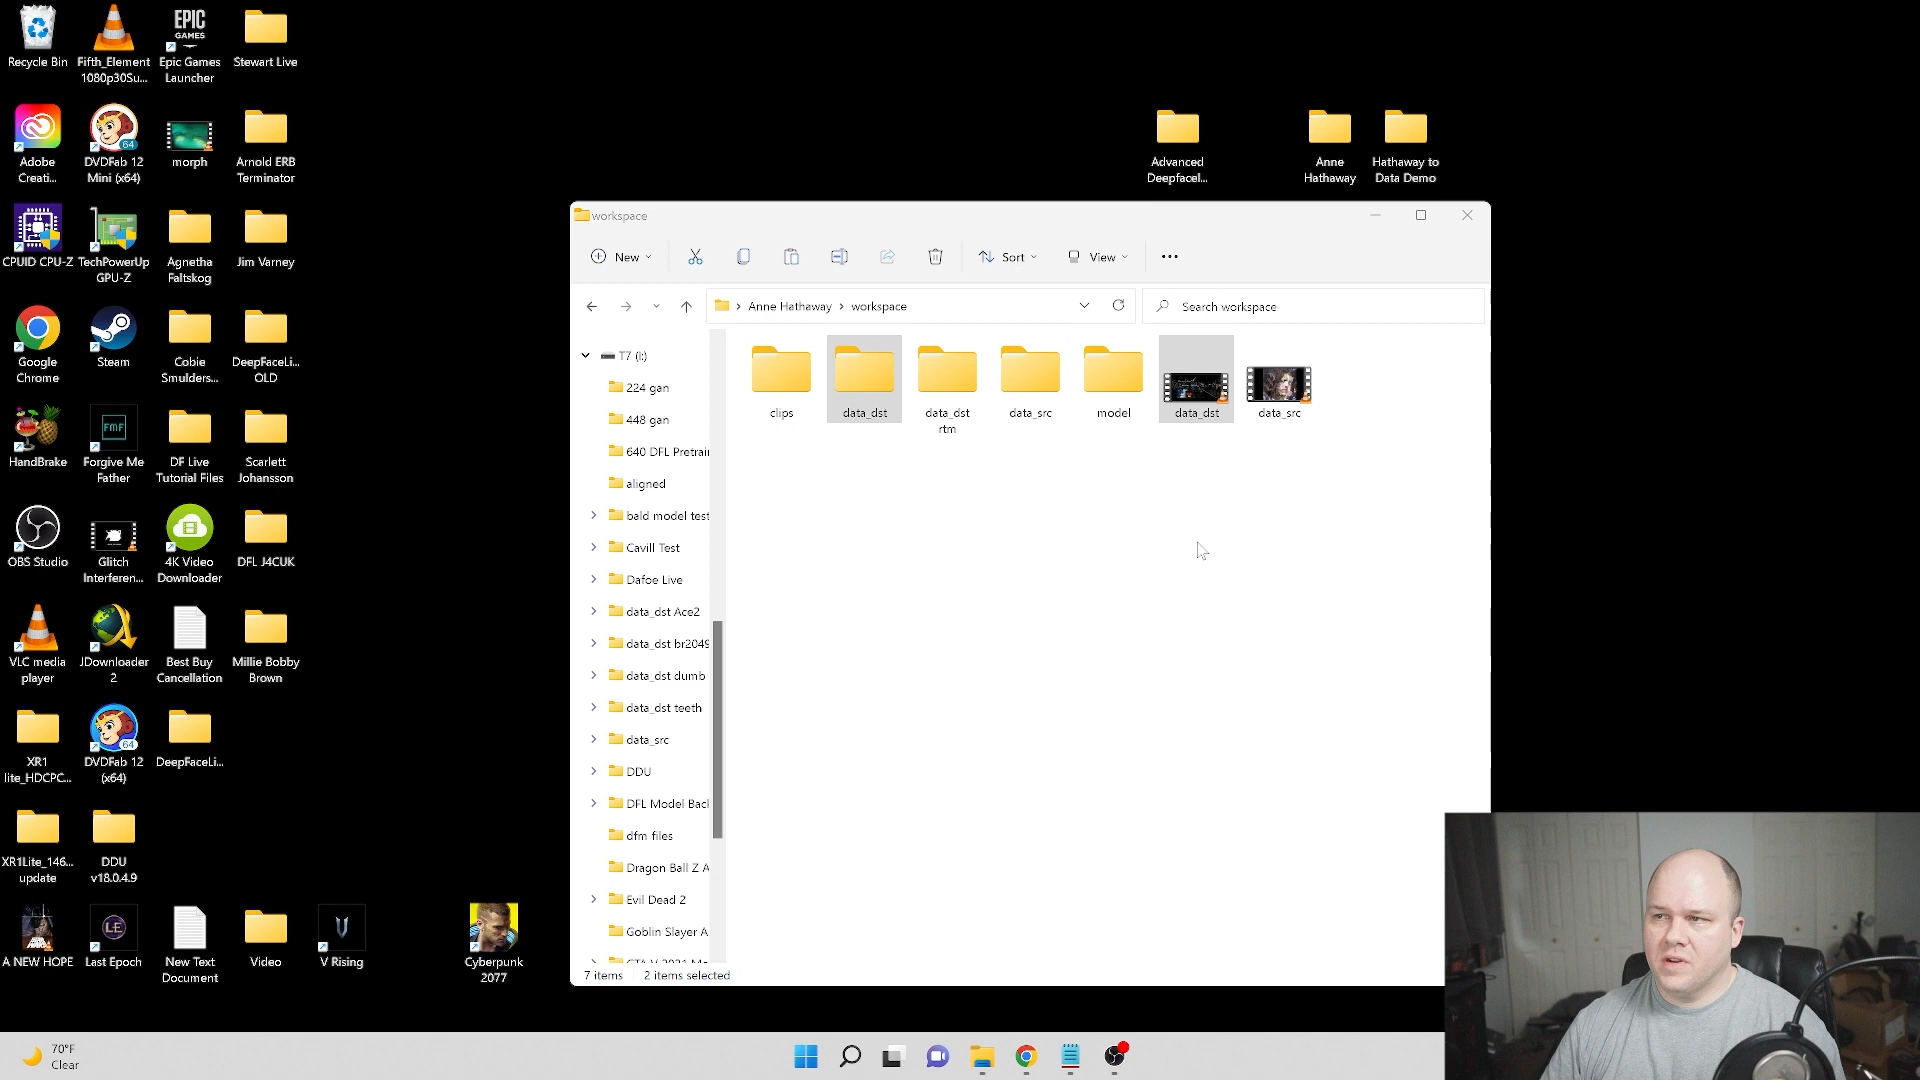 Recycle Bin
Fifth_Element
1080p30Su...
EPIC
GAMES
Epic Games
Launcher
Stewart Live
Adobe
Creati...
64
DVDFab 12
Mini (x64)
morph
Arnold ERB
Terminator
Advanced
Deepfacel...
Anne
Hathaway
Hathaway to
Data Demo
CPUID CPU-Z
TechPowerUp
GPU-Z
Agnetha
Faltskog
Jim Varney
Google
Chrome
Steam
Cobie
Smulders...
DeepFaceLi...
OLD
HandBrake
FMF
Forgive Me
Father
DF Live
Tutorial Files
Scarlett
Johansson
OBS Studio
Glitch
Interferen...
4K Video
Downloader
DFL J4CUK
VLC media
player
JDownloader
2
Best Buy
Cancellation
Millie Bobby
Brown
XR1
lite_HDCPC...
64
DVDFab 12
(x64)
DeepFaceLi...
XR1Lite_146...
update
DDU
v18.0.4.9
A NEW HOPE
LE
Last Epoch
New Text
Document
Video
V Rising
Cyberpunk
2077
workspace
New
Sort
View
Anne Hathaway
workspace
Search workspace
T7 (I:)
224 gan
448 gan
640 DFL Pretrai
aligned
bald model test
Cavill Test
Dafoe Live
data_dst Ace2
data_dst br2049
data_dst dumb
data_dst teeth
data_src
DDU
DFL Model Back
dfm files
Dragon Ball Z A
Evil Dead 2
Goblin Slayer A
clips
data_dst
data_dst
rtm
data_src
model
data_dst
data_src
7 items
2 items selected
70°F
Clear